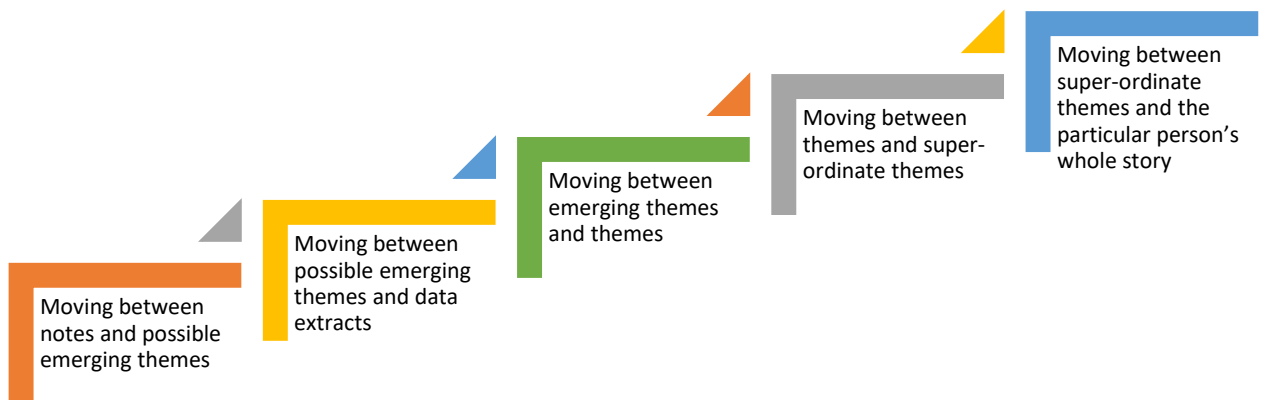 Moving between
notes and possible
emerging themes
Moving between
possible emerging
themes and data
extracts
Moving between
emerging themes
and themes
Moving between
themes and super-
ordinate themes
Moving between
super-ordinate
themes and the
particular person’s
whole story